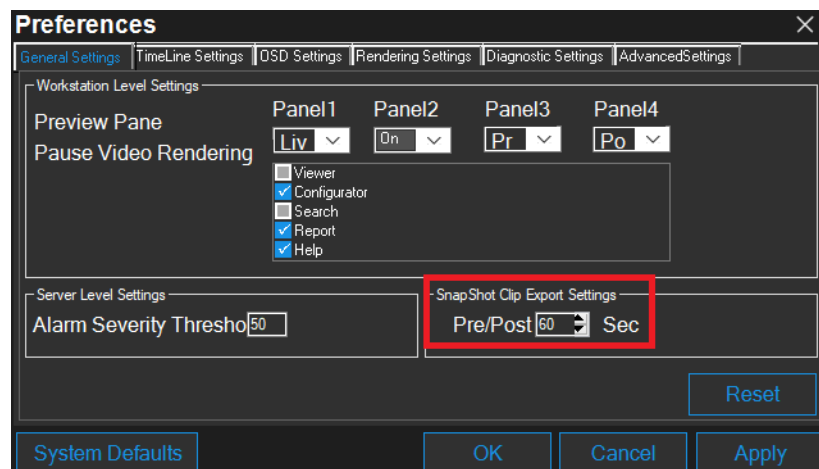 Preferences
General Settings TimeLine Settings OSD Settings Rendering Settings Diagnostic Settings AdvancedSettings
Workstation Level Settings
Panel1 Panel2 Panel3 Panel4
Preview Pane
Liv On Pr Po
Pause Video Rendering
Viewer
Configurator
Search
Report
Help
Server Level Settings SnapShot Clip Export Settings
Alarm Severity Thresho 50 Pre/Post 60 Sec
Reset
System Defaults OK Cancel Apply